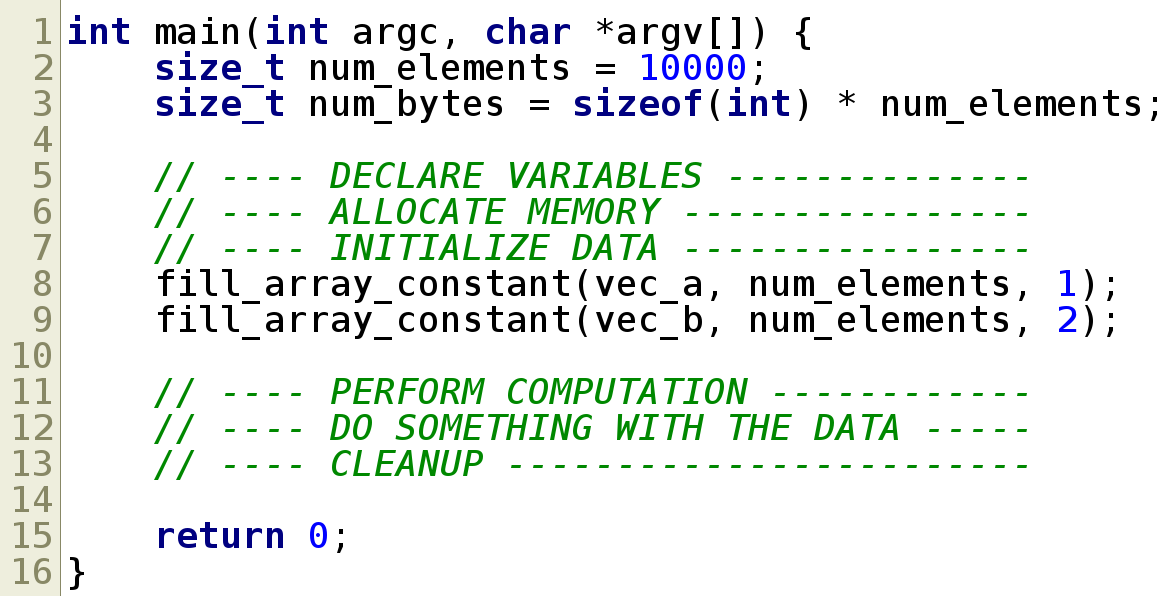 1 int main(int argc, char *argv[]) {
2     size_t num_elements = 10000;
3     size_t num_bytes = sizeof(int) * num_elements;
4
5     // ---- DECLARE VARIABLES --------------
6     // ---- ALLOCATE MEMORY ----------------
7     // ---- INITIALIZE DATA ----------------
8     fill_array_constant(vec_a, num_elements, 1);
9     fill_array_constant(vec_b, num_elements, 2);
10
11     // ---- PERFORM COMPUTATION ------------
12     // ---- DO SOMETHING WITH THE DATA -----
13     // ---- CLEANUP ------------------------
14
15     return 0;
16 }